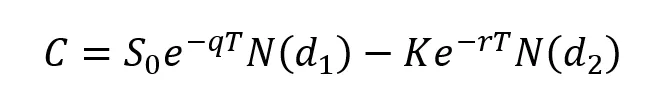 C = S₀e^{-qT}N(d₁) − Ke^{-rT}N(d₂)